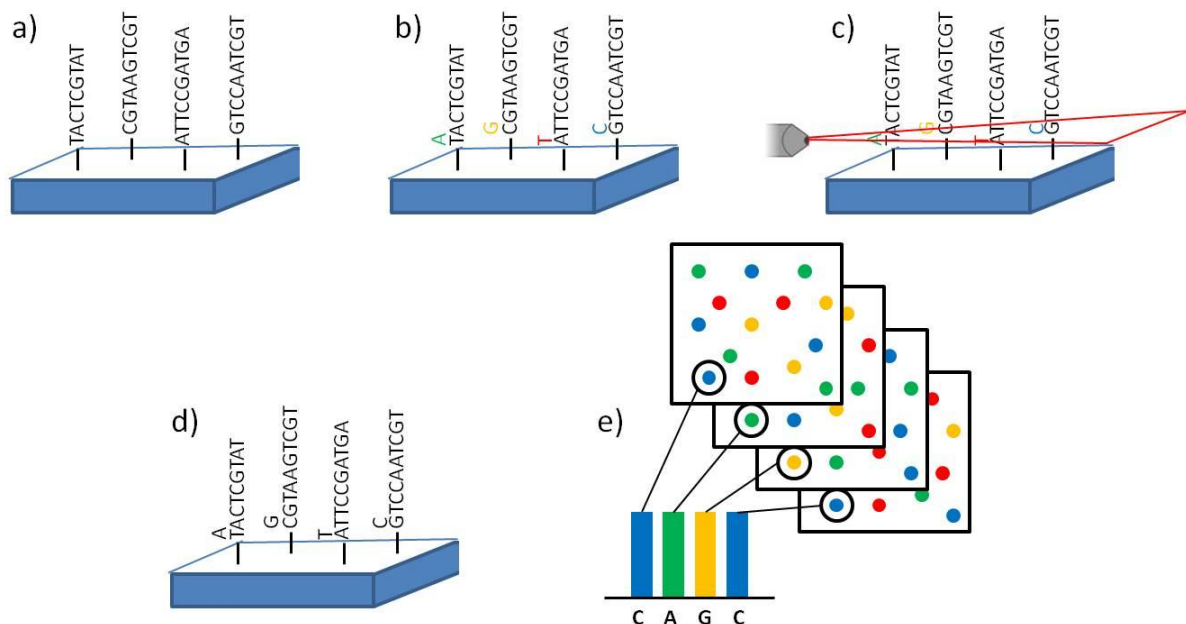 a)
TACTCGTAT
CGTAAGTCGT
ATTCCGATGA
GTCCAATCGT
b)
A
TACTCGTAT
G
CGTAAGTCGT
T
ATTCCGATGA
C
GTCCAATCGT
c)
A
TACTCGTAT
G
CGTAAGTCGT
T
ATTCCGATGA
C
GTCCAATCGT
d)
A
TACTCGTAT
G
CGTAAGTCGT
T
ATTCCGATGA
C
GTCCAATCGT
e)
C A G C